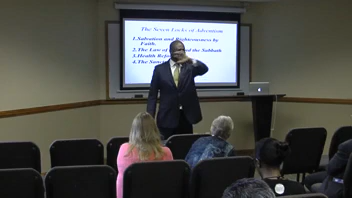 The Seven Locks of Adventism
1.Salvation and Righteousness by
Faith.
2.The Law of the Sabbath
3.Health
4.The